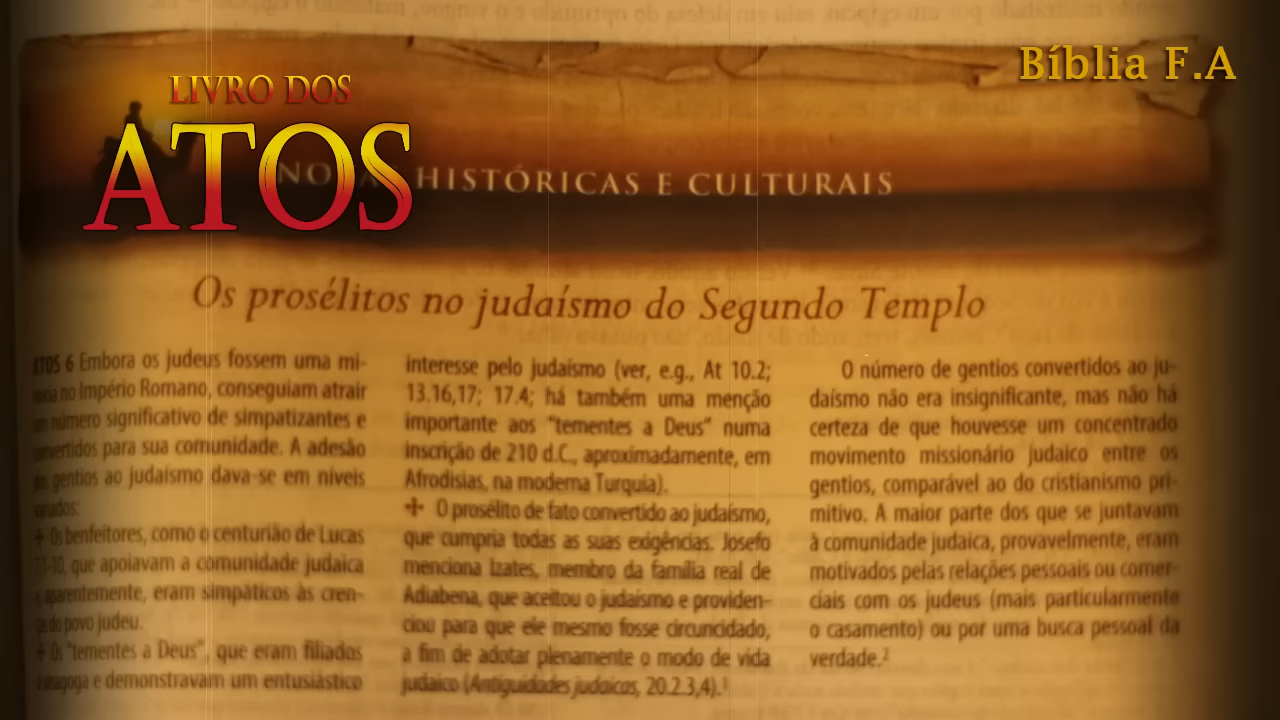 LIVRO DOS
ATOS
Bíblia F.A
HISTÓRICAS E CULTURAIS
Os prosélitos no judaísmo do Segundo Templo
ATOS 6 Embora os judeus fossem uma mi-
no Império Romano, conseguiam atrair
número significativo de simpatizantes e
para sua comunidade. A adesão
gentios ao judaísmo dava-se em níveis
Os benfeitores, como o centurião de Lucas
que apoiavam a comunidade judaica
aparentemente, eram simpáticos às cren-
do povo judeu.
Os "tementes a Deus", que eram filiados
e demonstravam um entusiástico
interesse pelo judaísmo (ver, e.g., At 10.2;
13.16,17; 17.4; há também uma menção
importante aos "tementes a Deus" numa
inscrição de 210 d.C., aproximadamente, em
Afrodisias, na moderna Turquia).
✢ O prosélito de fato convertido ao judaísmo,
que cumpria todas as suas exigências. Josefo
menciona Izates, membro da família real de
Adiabena, que aceitou o judaísmo e providen-
ciou para que ele mesmo fosse circuncidado,
a fim de adotar plenamente o modo de vida
judaico (Antiguidades judaicas, 20.2.3,4).¹
O número de gentios convertidos ao ju-
daísmo não era insignificante, mas não há
certeza de que houvesse um concentrado
movimento missionário judaico entre os
gentios, comparável ao do cristianismo pri-
mitivo. A maior parte dos que se juntavam
à comunidade judaica, provavelmente, eram
motivados pelas relações pessoais ou comer-
ciais com os judeus (mais particularmente
o casamento) ou por uma busca pessoal da
verdade.²